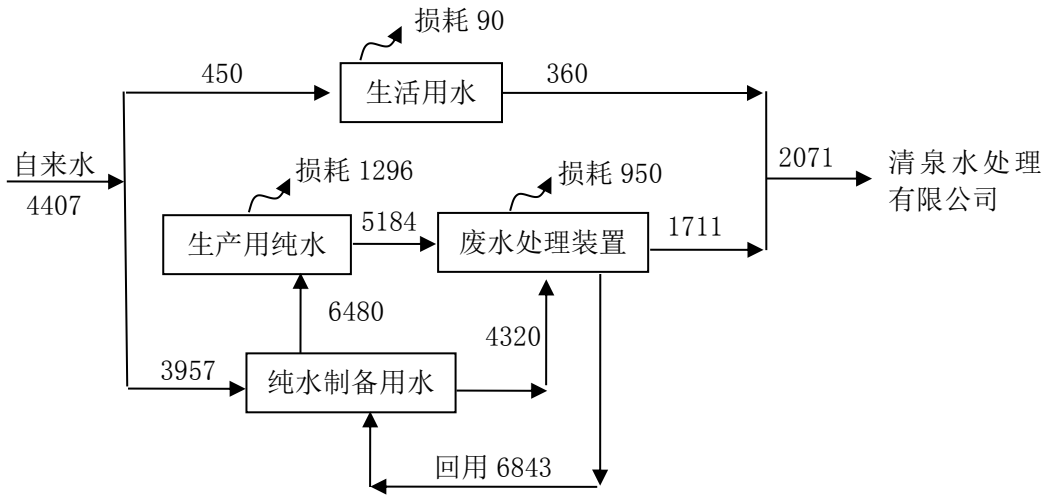 损耗 90
450
生活用水
360
自来水
4407
损耗 1296
损耗 950
2071
清泉水处理
有限公司
生产用纯水
5184
废水处理装置
1711
6480
4320
3957
纯水制备用水
回用 6843